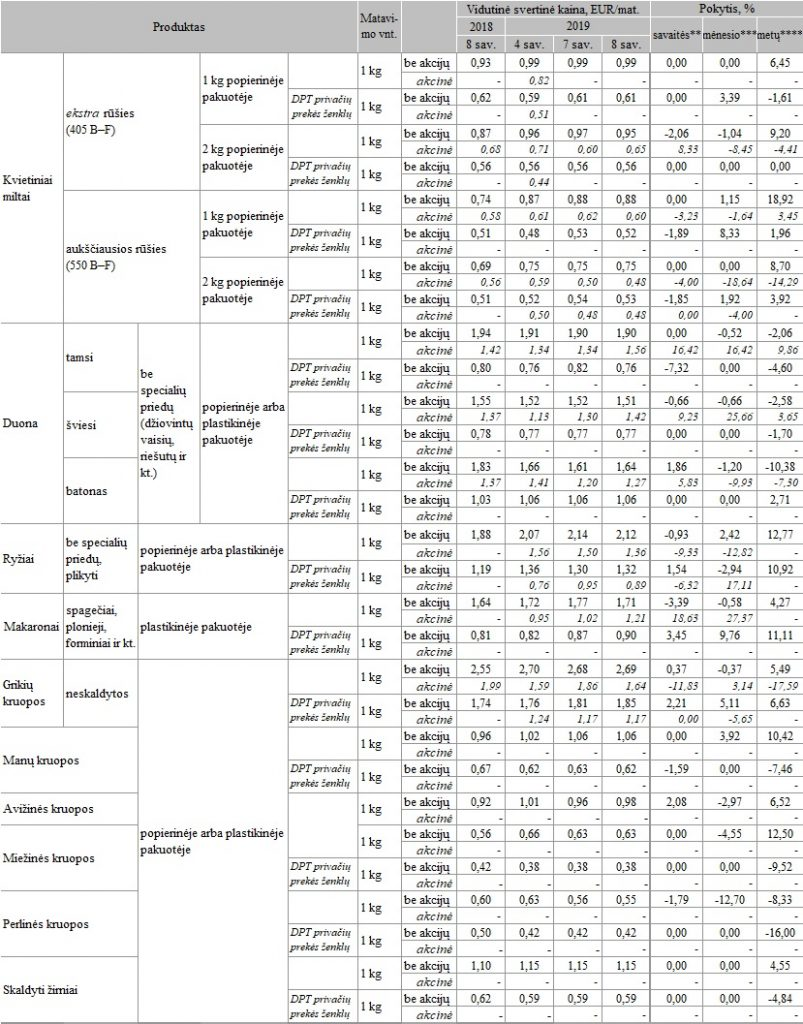 Produktas Matavi- Vidutinė svertinė kaina, EUR/mat. Pokytis, %
mo vnt. 2018 2019 savaitės** mėnesio*** metų****
8 sav. 4 sav. 7 sav. 8 sav.
Kvietiniai miltai ekstra rūšies (405 B–F) 1 kg popierinėje pakuotėje 1 kg be akcijų 0,93 0,99 0,99 0,99 0,00 0,00 6,45
akcinė - 0,82 - - - - -
DPT privačių prekės ženklų 1 kg be akcijų 0,62 0,59 0,61 0,61 0,00 3,39 -1,61
akcinė - 0,51 - - - - -
2 kg popierinėje pakuotėje 1 kg be akcijų 0,87 0,96 0,97 0,95 -2,06 -1,04 9,20
akcinė 0,68 0,71 0,60 0,65 8,33 -8,45 -4,41
DPT privačių prekės ženklų 1 kg be akcijų 0,56 0,56 0,56 0,56 0,00 0,00 0,00
akcinė - 0,44 - - - - -
aukščiausios rūšies (550 B–F) 1 kg popierinėje pakuotėje 1 kg be akcijų 0,74 0,87 0,88 0,88 0,00 1,15 18,92
akcinė 0,58 0,61 0,62 0,60 -3,23 -1,64 3,45
DPT privačių prekės ženklų 1 kg be akcijų 0,51 0,48 0,53 0,52 -1,89 8,33 1,96
akcinė - - - - - - -
2 kg popierinėje pakuotėje 1 kg be akcijų 0,69 0,75 0,75 0,75 0,00 0,00 8,70
akcinė 0,56 0,59 0,50 0,48 -4,00 -18,64 -14,29
DPT privačių prekės ženklų 1 kg be akcijų 0,51 0,52 0,54 0,53 -1,85 1,92 3,92
akcinė - 0,50 0,48 0,48 0,00 -4,00 -
Duona tamsi be specialių priedų (džiovintų vaisių, riešutų ir kt.) popierinėje arba plastikinėje pakuotėje 1 kg be akcijų 1,94 1,91 1,90 1,90 0,00 -0,52 -2,06
akcinė 1,42 1,34 1,34 1,56 16,42 16,42 9,86
DPT privačių prekės ženklų 1 kg be akcijų 0,80 0,76 0,82 0,76 -7,32 0,00 -4,60
akcinė - - - - - - -
šviesi 1 kg be akcijų 1,55 1,52 1,52 1,51 -0,66 -0,66 -2,58
akcinė 1,37 1,13 1,30 1,42 9,23 25,66 3,65
DPT privačių prekės ženklų 1 kg be akcijų 0,78 0,77 0,77 0,77 0,00 0,00 -1,70
akcinė - - - - - - -
batonas 1 kg be akcijų 1,83 1,66 1,61 1,64 1,86 -1,20 -10,38
akcinė 1,37 1,41 1,20 1,27 5,83 -9,93 -7,30
DPT privačių prekės ženklų 1 kg be akcijų 1,03 1,06 1,06 1,06 0,00 0,00 2,71
akcinė - - - - - - -
Ryžiai be specialių priedų, plikyti popierinėje arba plastikinėje pakuotėje 1 kg be akcijų 1,88 2,07 2,14 2,12 -0,93 2,42 12,77
akcinė - 1,56 1,50 1,36 -9,33 -12,82 -
DPT privačių prekės ženklų 1 kg be akcijų 1,19 1,36 1,30 1,32 1,54 -2,94 10,92
akcinė - 0,76 0,95 0,89 -6,32 17,11 -
Makaronai spagečiai, plonieji, forminiai ir kt. plastikinėje pakuotėje 1 kg be akcijų 1,64 1,72 1,77 1,71 -3,39 -0,58 4,27
akcinė - 0,95 1,02 1,21 18,63 27,37 -
DPT privačių prekės ženklų 1 kg be akcijų 0,81 0,82 0,87 0,90 3,45 9,76 11,11
akcinė - - - - - - -
Grikių kruopos neskaldytos popierinėje arba plastikinėje pakuotėje 1 kg be akcijų 2,55 2,70 2,68 2,69 0,37 -0,37 5,49
akcinė 1,99 1,59 1,86 1,64 -11,83 3,14 -17,59
DPT privačių prekės ženklų 1 kg be akcijų 1,74 1,76 1,81 1,85 2,21 5,11 6,63
akcinė - 1,24 1,17 1,17 0,00 -5,65 -
Manų kruopos 1 kg be akcijų 0,96 1,02 1,06 1,06 0,00 3,92 10,42
akcinė - - - - - - -
DPT privačių prekės ženklų 1 kg be akcijų 0,67 0,62 0,63 0,62 -1,59 0,00 -7,46
akcinė - - - - - - -
Avižinės kruopos 1 kg be akcijų 0,92 1,01 0,96 0,98 2,08 -2,97 6,52
akcinė - - - - - - -
Miežinės kruopos 1 kg be akcijų 0,56 0,66 0,63 0,63 0,00 -4,55 12,50
akcinė - - - - - - -
DPT privačių prekės ženklų 1 kg be akcijų 0,42 0,38 0,38 0,38 0,00 0,00 -9,52
akcinė - - - - - - -
Perlinės kruopos 1 kg be akcijų 0,60 0,63 0,56 0,55 -1,79 -12,70 -8,33
akcinė - - - - - - -
DPT privačių prekės ženklų 1 kg be akcijų 0,50 0,42 0,42 0,42 0,00 0,00 -16,00
akcinė - - - - - - -
Skaldyti žirniai 1 kg be akcijų 1,10 1,15 1,15 1,15 0,00 0,00 4,55
akcinė - - - - - - -
DPT privačių prekės ženklų 1 kg be akcijų 0,62 0,59 0,59 0,59 0,00 0,00 -4,84
akcinė - - - - - - -